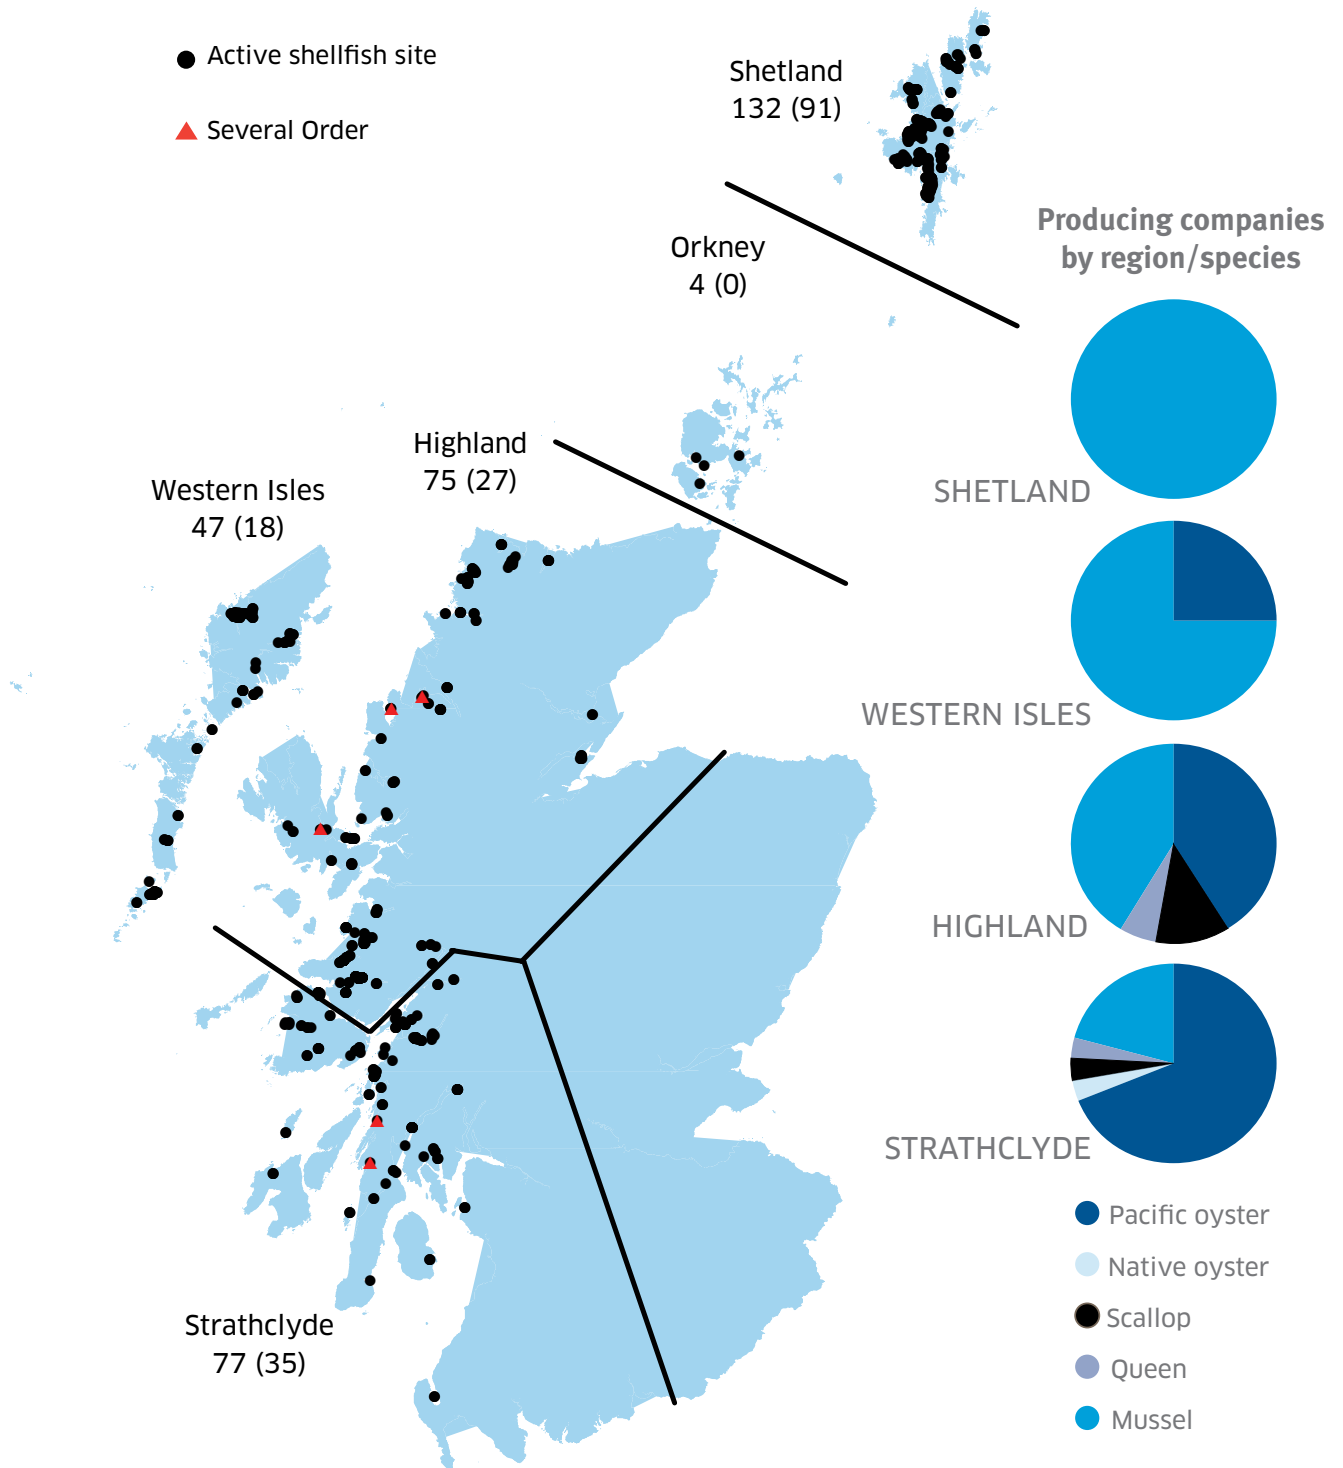 Active shellfish site
Several Order
Shetland
132 (91)
Orkney
4 (0)
Highland
75 (27)
Western Isles
47 (18)
Strathclyde
77 (35)
Producing companies
by region/species
SHETLAND
WESTERN ISLES
HIGHLAND
STRATHCLYDE
Pacific oyster
Native oyster
Scallop
Queen
Mussel